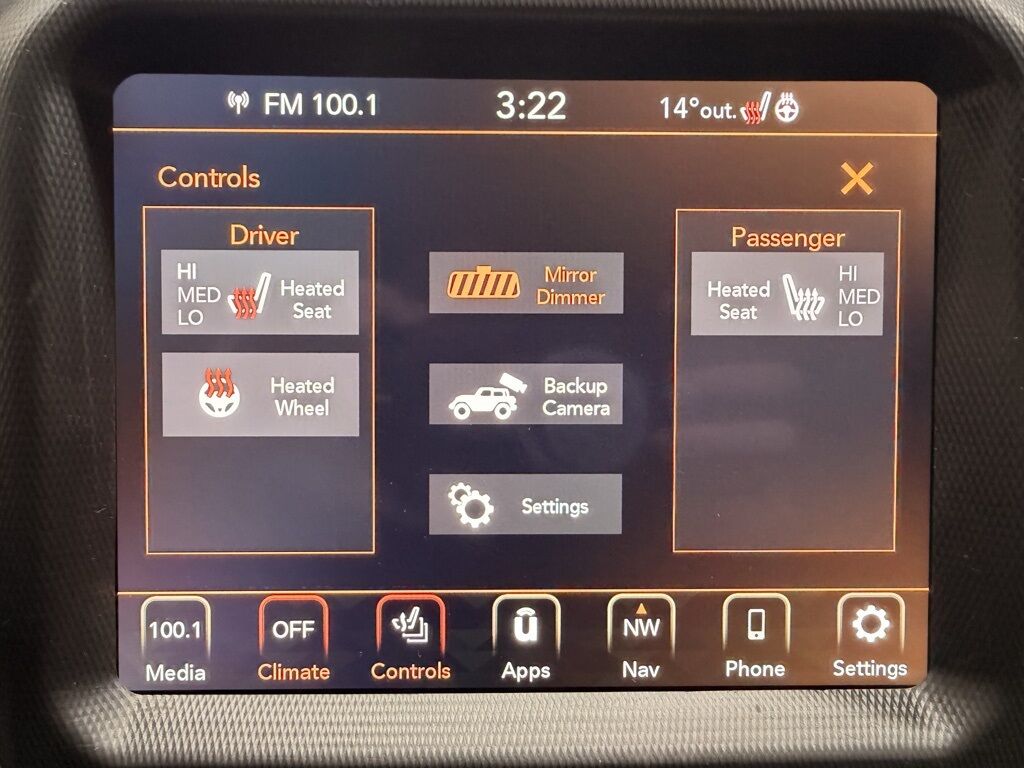 FM 100.1
3:22
14°out.
Controls
Driver
HI
MED
LO
Heated
Seat
Heated
Wheel
Mirror
Dimmer
Backup
Camera
Settings
Passenger
Heated
Seat
HI
MED
LO
100.1
Media
OFF
Climate
Controls
u
Apps
NW
Nav
Phone
Settings